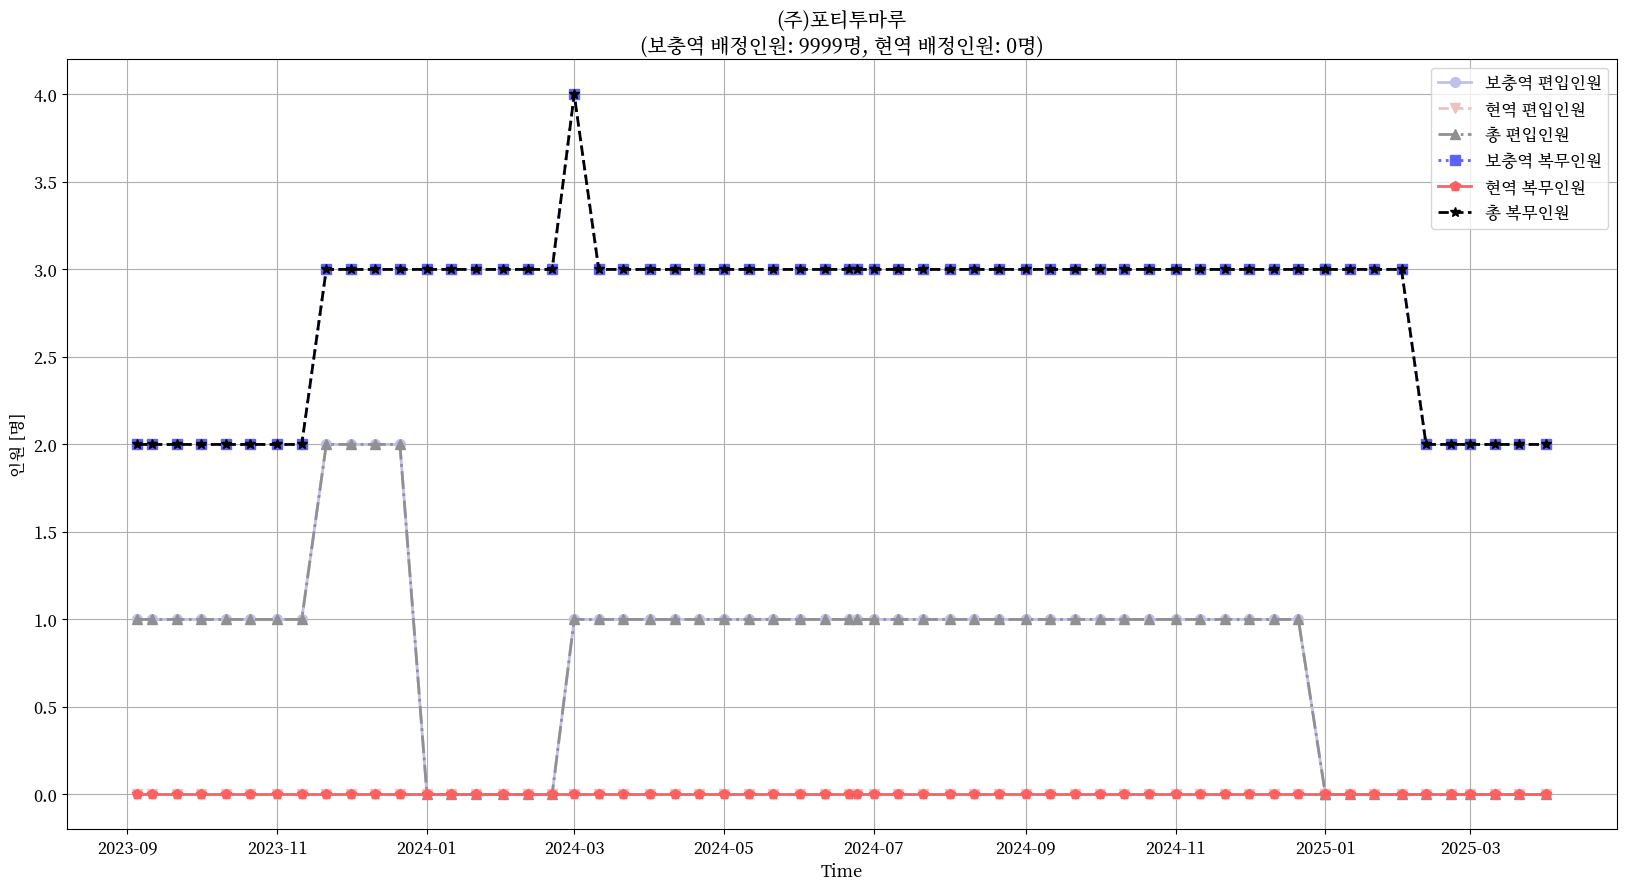 (주)포티투마루
(보충역 배정인원: 9999명, 현역 배정인원: 0명)
보충역 편입인원
현역 편입인원
총 편입인원
보충역 복무인원
현역 복무인원
총 복무인원
4.0
3.5
3.0
2.5
2.0
1.5
1.0
0.5
0.0
인원 [명]
2023-09 2023-11 2024-01 2024-03 2024-05 2024-07 2024-09 2024-11 2025-01 2025-03
Time